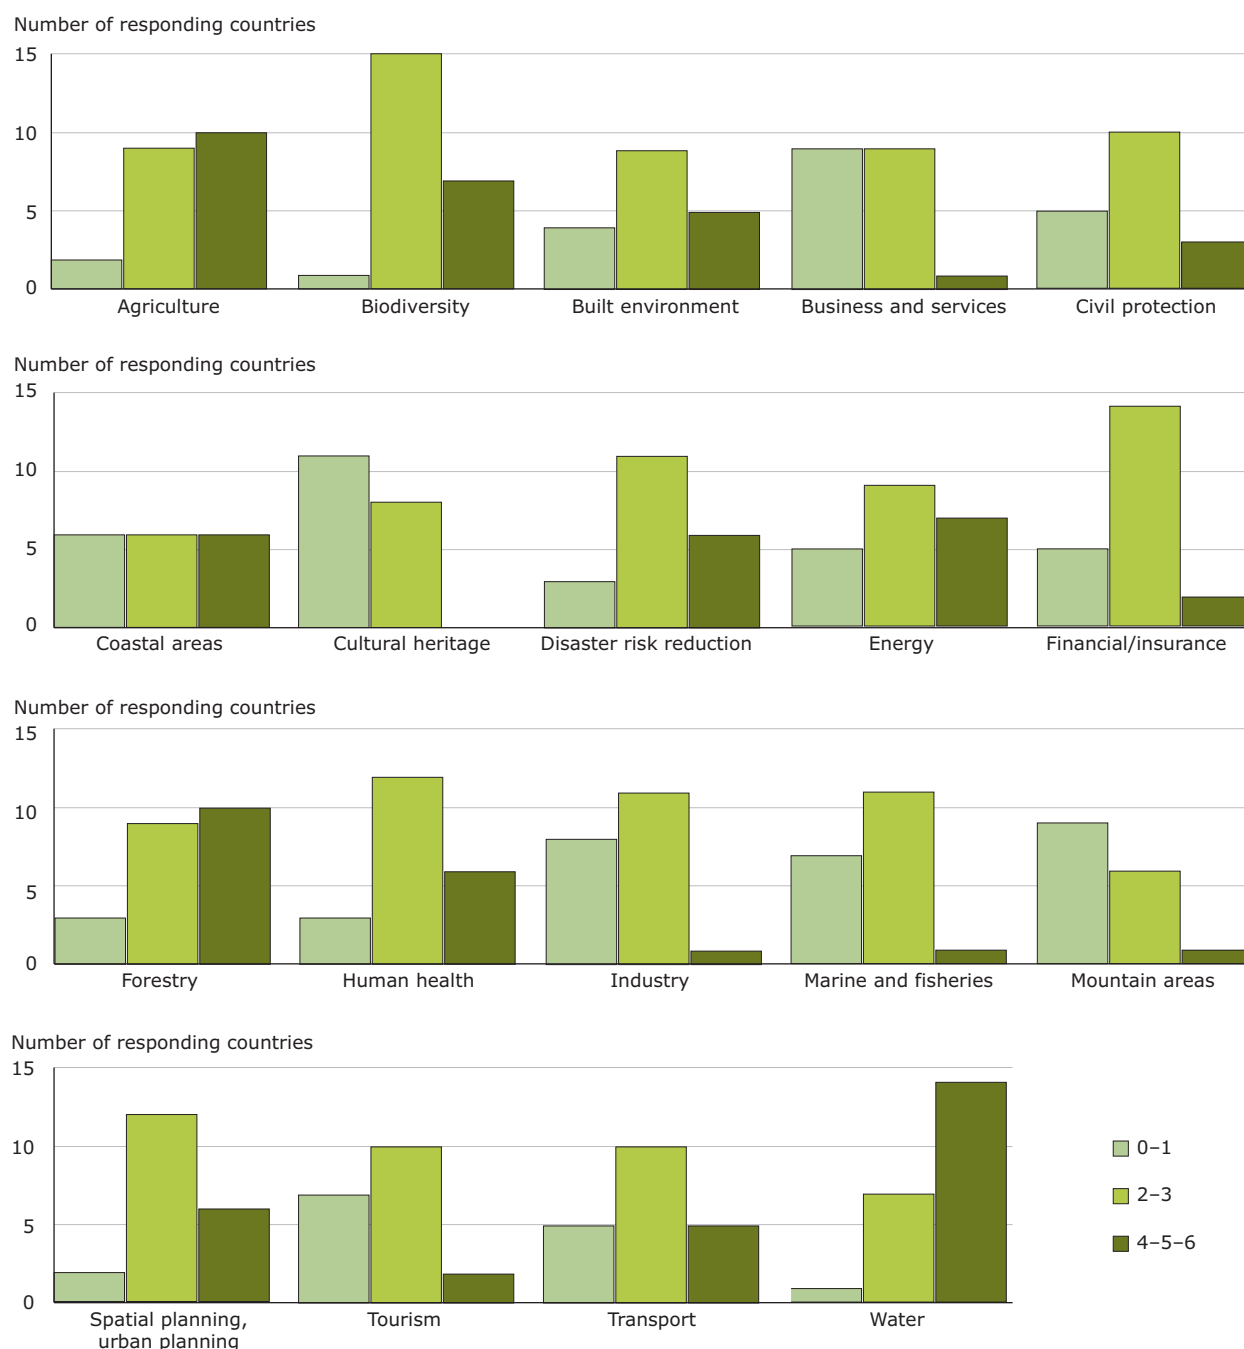 Number of responding countries
15
10
5
0
Agriculture Biodiversity Built environment Business and services Civil protection
Number of responding countries
15
10
5
0
Coastal areas Cultural heritage Disaster risk reduction Energy Financial/insurance
Number of responding countries
15
10
5
0
Forestry Human health Industry Marine and fisheries Mountain areas
Number of responding countries
15
10
5
0
Spatial planning, Tourism Transport Water
urban planning
0–1
2–3
4–5–6